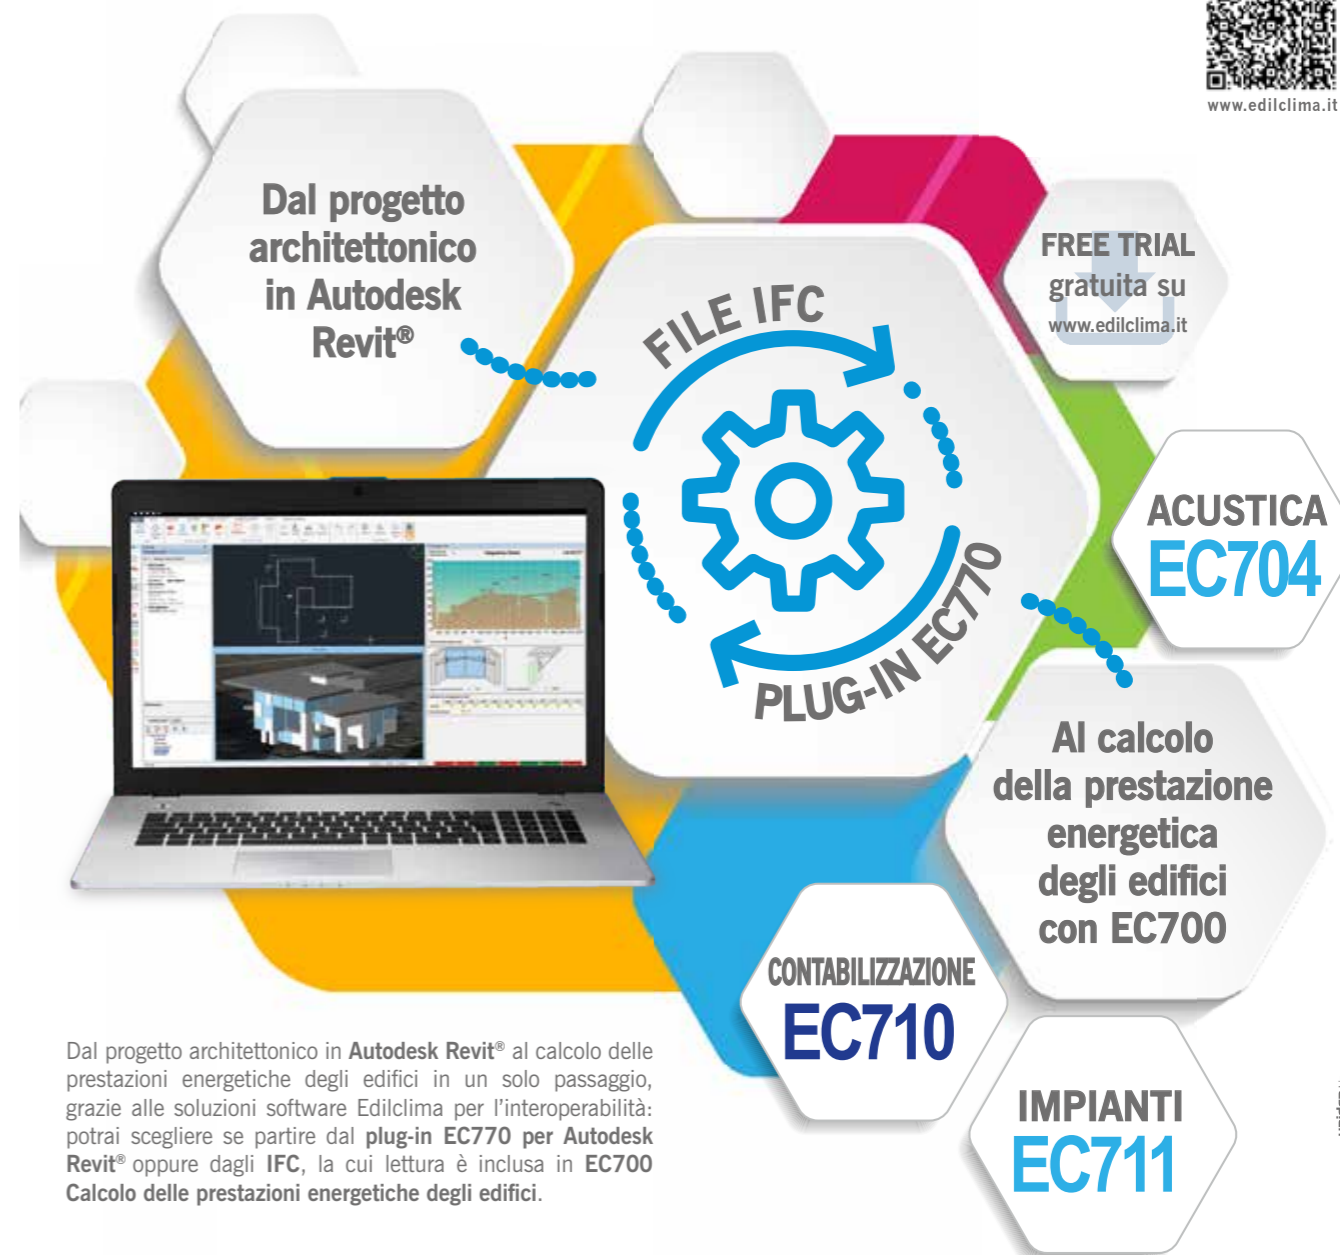 www.edilclima.it
Dal progetto
architettonico
in Autodesk
Revit®
FILE IFC
PLUG-IN EC770
FREE TRIAL
gratuita su
www.edilclima.it
ACUSTICA
EC704
Al calcolo
della prestazione
energetica
degli edifici
con EC700
CONTABILIZZAZIONE
EC710
IMPIANTI
EC711
Dal progetto architettonico in Autodesk Revit® al calcolo delle
prestazioni energetiche degli edifici in un solo passaggio,
grazie alle soluzioni software Edilclima per l'interoperabilità:
potrai scegliere se partire dal plug-in EC770 per Autodesk
Revit® oppure dagli IFC, la cui lettura è inclusa in EC700
Calcolo delle prestazioni energetiche degli edifici.